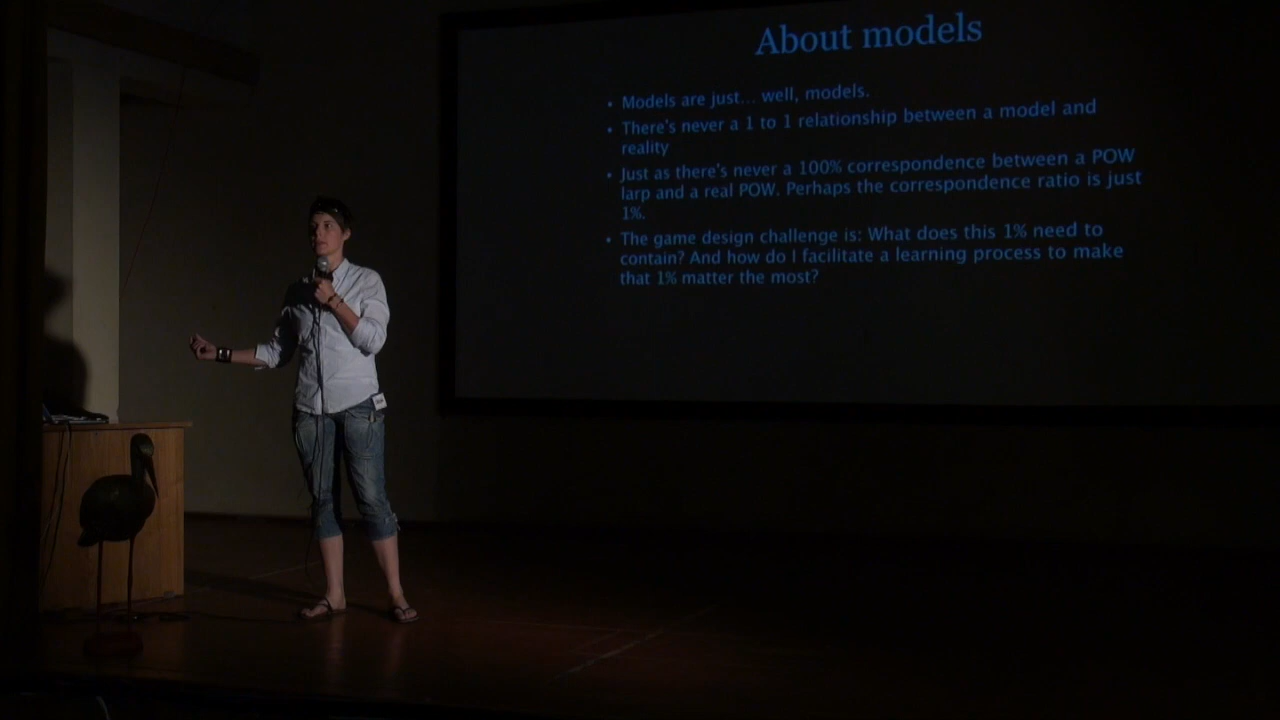 About models
• Models are just... well, models.
• There's never a 1 to 1 relationship between a model and
reality
• Just as there's never a 100% correspondence between a POW
larp and a real POW. Perhaps the correspondence ratio is just
1%.
• The game design challenge is: What does this 1% need to
contain? And how do I facilitate a learning process to make
that 1% matter the most?